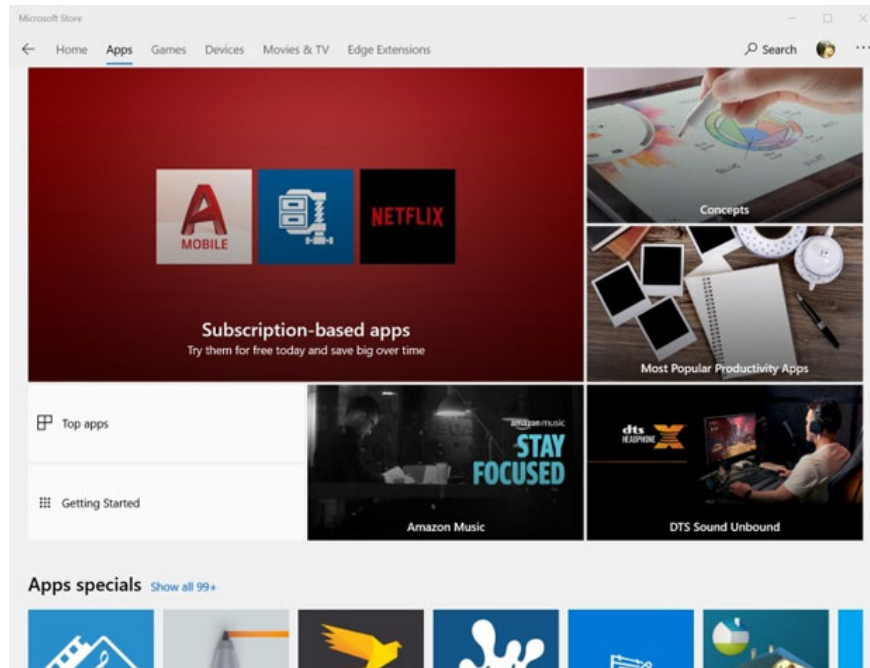 Microsoft Store
Home Apps Games Devices Movies & TV Edge Extensions Search
A
MOBILE
NETFLIX
Subscription-based apps
Try them for free today and save big over time
Concepts
Most Popular Productivity Apps
Top apps
Getting Started
amazon music
STAY
FOCUSED
Amazon Music
dts
HEADPHONE X
DTS Sound Unbound
Apps specials Show all 99+